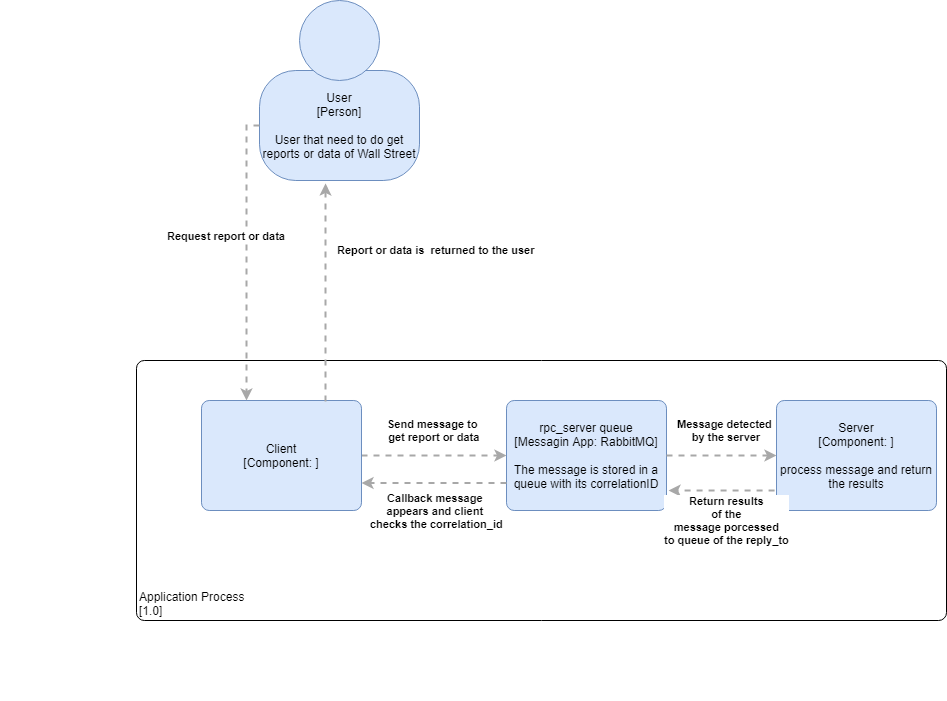 User
[Person]
User that need to do get
reports or data of Wall Street
Request report or data
Report or data is  returned to the user
Client
[Component: ]
Send message to
get report or data
Callback message
appears and client
checks the correlation_id
rpc_server queue
[Messagin App: RabbitMQ]
The message is stored in a
queue with its correlationID
Message detected
by the server
Return results
of the
message porcessed
to queue of the reply_to
Server
[Component: ]
process message and return
the results
Application Process
[1.0]